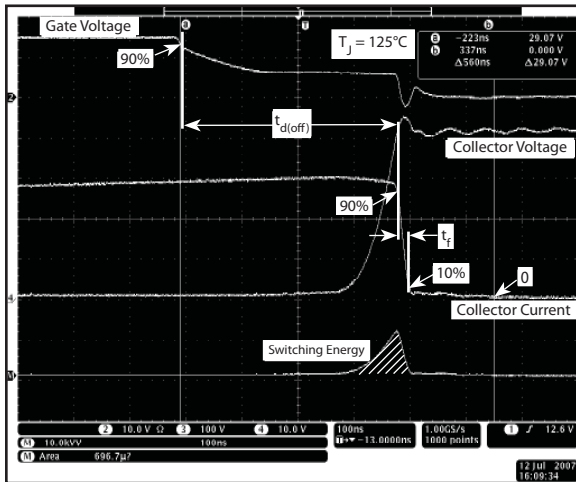 Gate Voltage
90%
T_J = 125°C
a
T
b
a -223ns 29.07 V
b 337ns 0.000 V
Δ560ns Δ29.07 V
2
t_d(off)
Collector Voltage
90%
t_f
10%
0
Collector Current
Switching Energy
M
2 10.0 V Ω 3 100 V 4 10.0 V
M 10.0kVV 100ns
M Area 696.7µ?
100ns
T→▾ -13.0000ns
1.00GS/s
1000 points
1 ƒ 12.6 V
12 Jul 2007
16:09:34